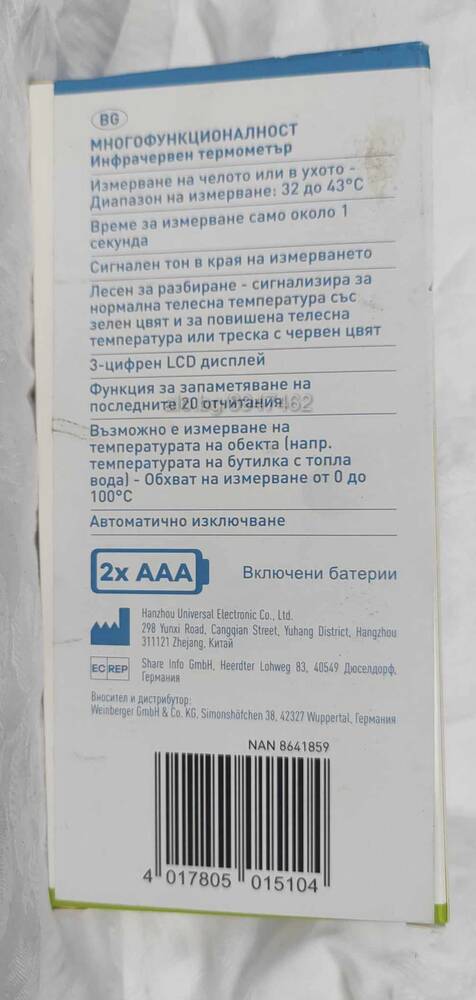 BG
МНОГОФУНКЦИОНАЛНОСТ
Инфрачервен термометър
Измерване на челото или в ухото -
Диапазон на измерване: 32 до 43°C
Време за измерване само около 1
секунда
Сигнален тон в края на измерването
Лесен за разбиране - сигнализира за
нормална телесна температура със
зелен цвят и за повишена телесна
температура или треска с червен цвят
3-цифрен LCD дисплей
Функция за запаметяване на
последните 20 отчитания
Възможно е измерване на
температурата на обекта (напр.
температурата на бутилка с топла
вода) - Обхват на измерване от 0 до
100°C
Автоматично изключване
2x AAA
Включени батерии
Hanzhou Universal Electronic Co., Ltd.
298 Yunxi Road, Cangqian Street, Yuhang District, Hangzhou
311121 Zhejang, Китай
EC REP
Share Info GmbH, Heerdter Lohweg 83, 40549 Дюселдорф,
Германия
Вносител и дистрибутор:
Weinberger GmbH & Co. KG, Simonshöfchen 38, 42327 Wuppertal, Германия
NAN 8641859
4 017805 015104